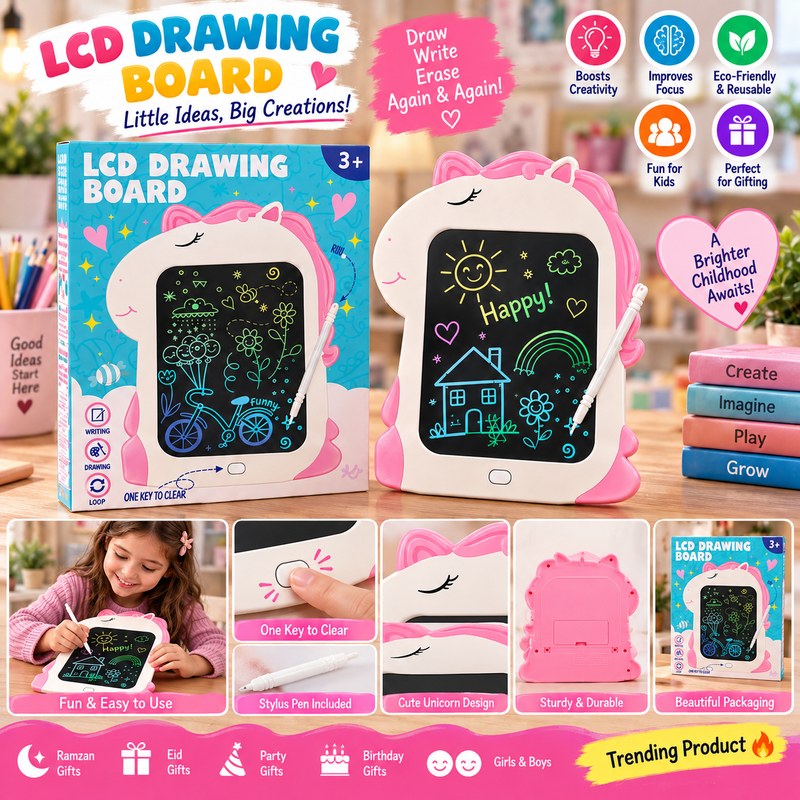 LCD DRAWING
BOARD
Little Ideas, Big Creations!
Draw
Write
Erase
Again & Again!
Boosts
Creativity
Improves
Focus
Eco-Friendly
& Reusable
Fun for
Kids
Perfect
for Gifting
A
Brighter
Childhood
Awaits!
LCD DRAWING
BOARD
3+
Funny
WRITING
DRAWING
LOOP
ONE KEY TO CLEAR
Happy!
Good
Ideas
Start
Here
Create
Imagine
Play
Grow
Happy!
Fun & Easy to Use
One Key to Clear
Stylus Pen Included
Cute Unicorn Design
Sturdy & Durable
LCD DRAWING
BOARD
3+
Beautiful Packaging
Ramzan
Gifts
Eid
Gifts
Party
Gifts
Birthday
Gifts
Girls & Boys
Trending Product